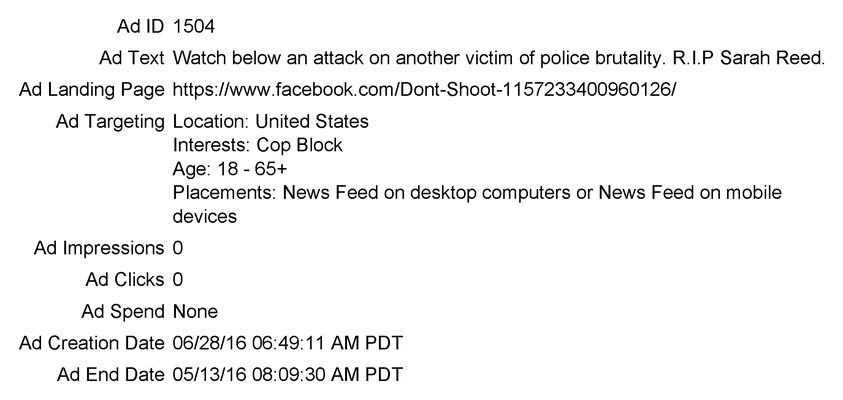 Ad ID 1504
Ad Text Watch below an attack on another victim of police brutality. R.I.P Sarah Reed.
Ad Landing Page https://www.facebook.com/Dont-Shoot-1157233400960126/
Ad Targeting Location: United States
Interests: Cop Block
Age: 18 - 65+
Placements: News Feed on desktop computers or News Feed on mobile
devices
Ad Impressions 0
Ad Clicks 0
Ad Spend None
Ad Creation Date 06/28/16 06:49:11 AM PDT
Ad End Date 05/13/16 08:09:30 AM PDT